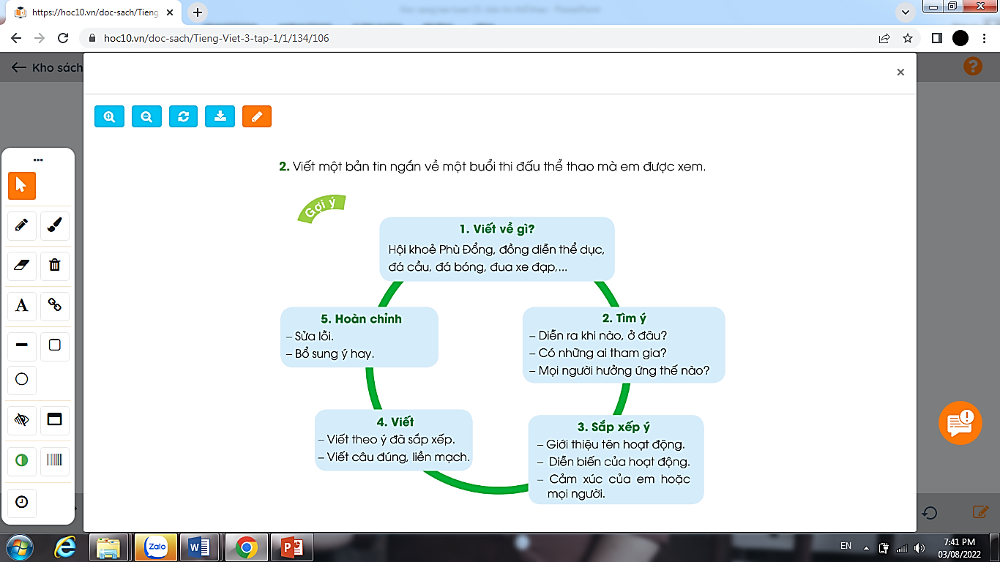 https://hoc10.vn/doc-sach/Tieng
hoc10.vn/doc-sach/Tieng-Viet-3-tap-1/1/134/106
Kho sách
2. Viết một bản tin ngắn về một buổi thi đấu thể thao mà em được xem.
Gợi ý
1. Viết về gì?
Hội khoẻ Phù Đổng, đồng diễn thể dục,
đá cầu, đá bóng, đua xe đạp,...
5. Hoàn chỉnh
– Sửa lỗi.
– Bổ sung ý hay.
2. Tìm ý
– Diễn ra khi nào, ở đâu?
– Có những ai tham gia?
– Mọi người hưởng ứng thế nào?
4. Viết
– Viết theo ý đã sắp xếp.
– Viết câu đúng, liền mạch.
3. Sắp xếp ý
– Giới thiệu tên hoạt động.
– Diễn biến của hoạt động.
– Cảm xúc của em hoặc
mọi người.
A
Zalo
EN
7:41 PM
03/08/2022